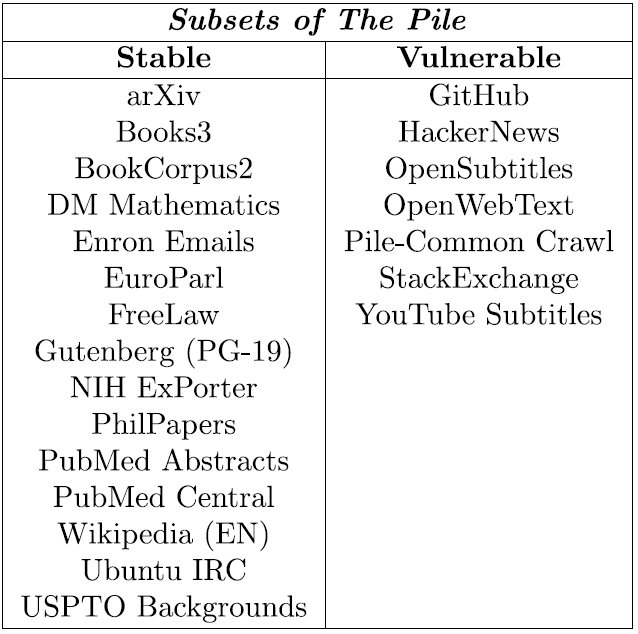 Subsets of The Pile
Stable Vulnerable
arXiv GitHub
Books3 HackerNews
BookCorpus2 OpenSubtitles
DM Mathematics OpenWebText
Enron Emails Pile-Common Crawl
EuroParl StackExchange
FreeLaw YouTube Subtitles
Gutenberg (PG-19)
NIH ExPorter
PhilPapers
PubMed Abstracts
PubMed Central
Wikipedia (EN)
Ubuntu IRC
USPTO Backgrounds